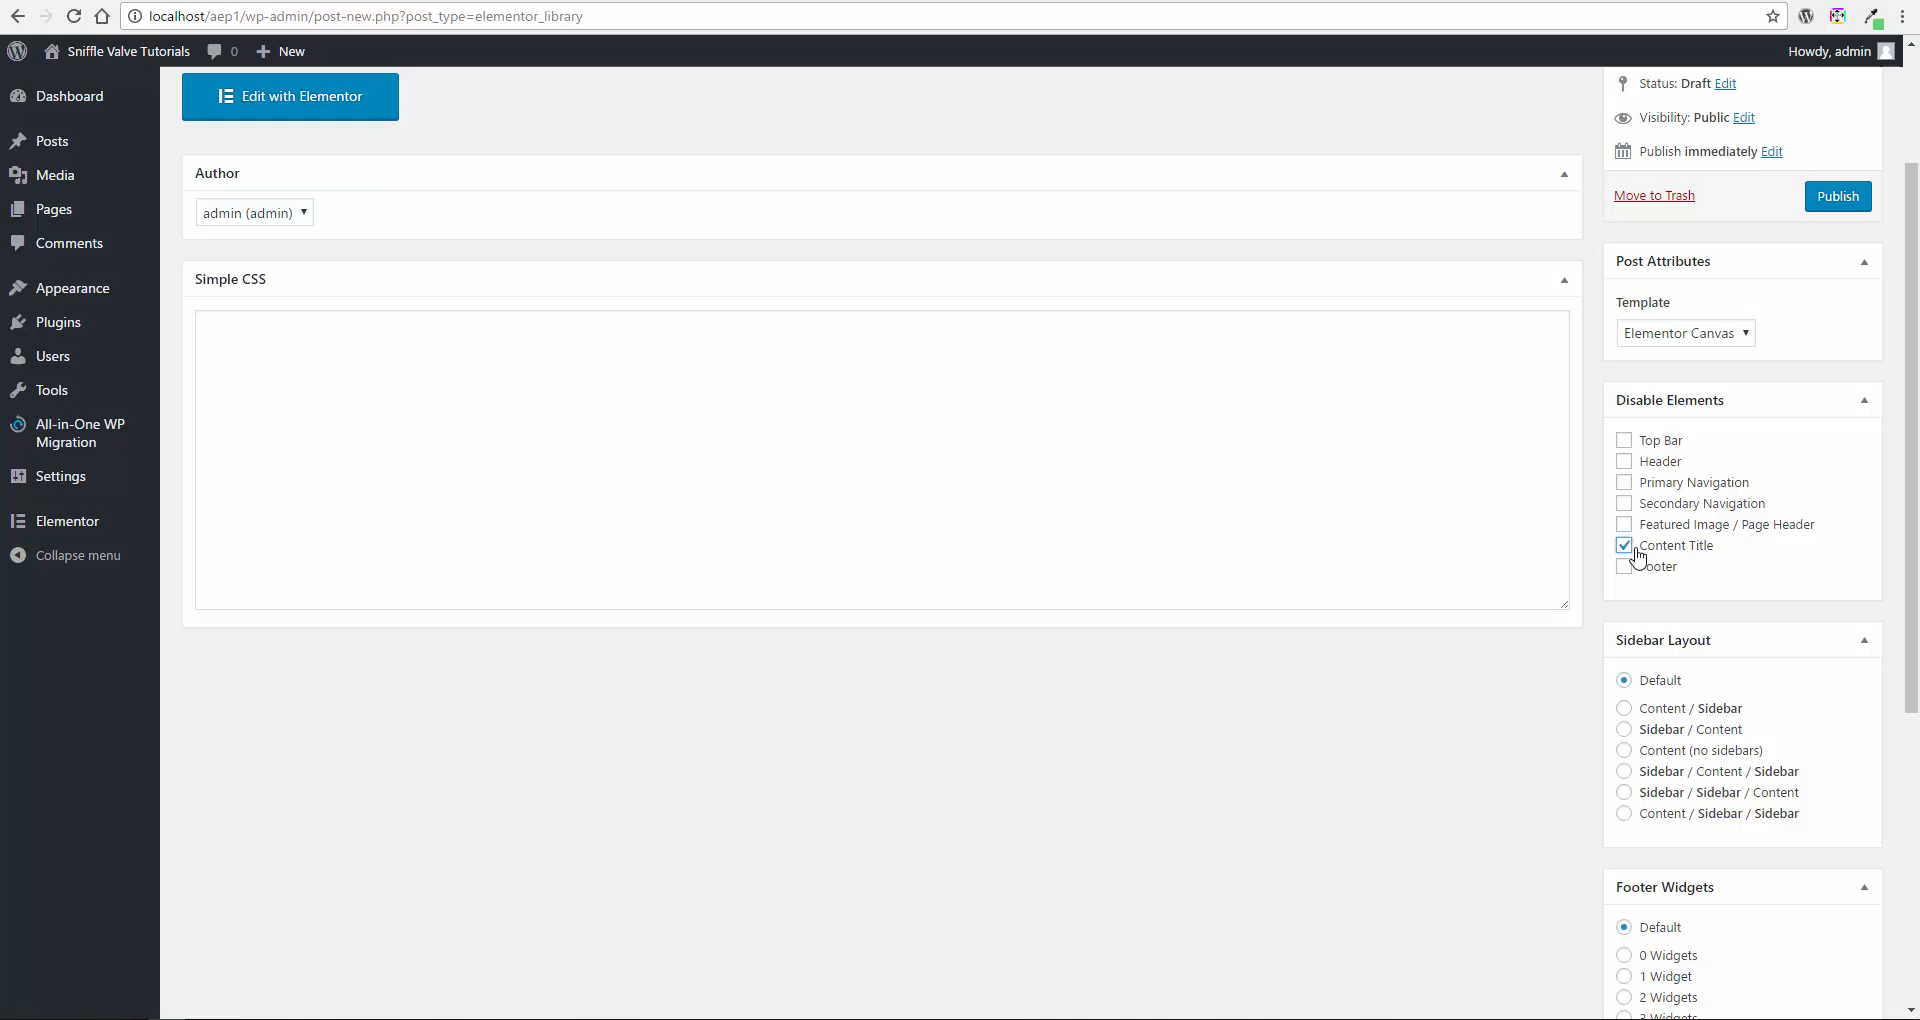 localhost/aep1/wp-admin/post-new.php?post_type=elementor_library
Sniffle Valve Tutorials 0 New Howdy, admin
Dashboard
Posts
Media
Pages
Comments
Appearance
Plugins
Users
Tools
All-in-One WP
Migration
Settings
Elementor
Collapse menu
Edit with Elementor
Author
admin (admin)
Simple CSS
Status: Draft Edit
Visibility: Public Edit
Publish immediately Edit
Move to Trash Publish
Post Attributes
Template
Elementor Canvas
Disable Elements
Top Bar
Header
Primary Navigation
Secondary Navigation
Featured Image / Page Header
Content Title
ooter
Sidebar Layout
Default
Content / Sidebar
Sidebar / Content
Content (no sidebars)
Sidebar / Content / Sidebar
Sidebar / Sidebar / Content
Content / Sidebar / Sidebar
Footer Widgets
Default
0 Widgets
1 Widget
2 Widgets
3 Widgets